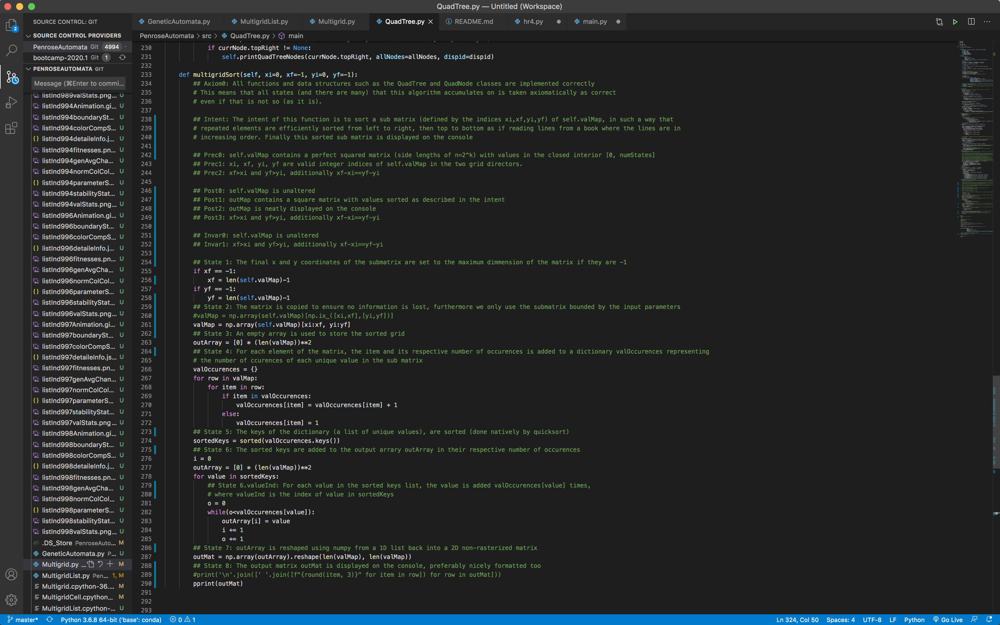 QuadTree.py — Untitled (Workspace)
SOURCE CONTROL: GIT
GeneticAutomata.py
MultigridList.py
Multigrid.py
QuadTree.py
README.md
hr4.py
main.py
PenroseAutomata > src > QuadTree.py > main
2
SOURCE CONTROL PROVIDERS
PenroseAutomata Git 4994
bootcamp-2020.1 Git 1
PENROSEAUTOMATA GIT
Message (⌘Enter to commi...
listInd989valStats.png... U
listInd994Animation.gi... U
listInd994boundarySt... U
listInd994colorCompS... U
{} listInd994detaileInfo.j... U
listInd994fitnesses.pn... U
listInd994genAvgCha... U
listInd994normColCol... U
{} listInd994parameterS... U
listInd994stabilityStat... U
listInd994valStats.png... U
listInd996Animation.gi... U
listInd996boundarySt... U
listInd996colorCompS... U
{} listInd996detaileInfo.j... U
listInd996fitnesses.pn... U
listInd996genAvgCha... U
listInd996normColCol... U
{} listInd996parameterS... U
listInd996stabilityStat... U
listInd996valStats.png... U
listInd997Animation.gi... U
listInd997boundarySt... U
listInd997colorCompS... U
{} listInd997detaileInfo.js... U
listInd997fitnesses.pn... U
listInd997genAvgChan... U
listInd997normColCol... U
{} listInd997parameterS... U
listInd997stabilityStat... U
listInd997valStats.png... U
listInd998Animation.gi... U
listInd998boundarySt... U
listInd998colorCompS... U
{} listInd998detaileInfo.j... U
listInd998fitnesses.pn... U
listInd998genAvgCha... U
listInd998normColCol... U
{} listInd998parameterS... U
listInd998stabilityStat... U
listInd998valStats.png... U
.DS_Store PenroseAuto... M
GeneticAutomata.py P... U
Multigrid.py ... M
MultigridList.py Pen... 1, M
Multigrid.cpython-36.... M
MultigridCell.cpython... M
MultigridList.cpython-... U
230 if currNode.topRight != None:
231 self.printQuadTreeNodes(currNode.topRight, allNodes=allNodes, dispid=dispid)
232
233 def multigridSort(self, xi=0, xf=-1, yi=0, yf=-1):
234 ## Axiom0: All functions and data structures such as the QuadTree and QuadNode classes are implemented correctly
235 # This means that all states (and there are many) that this algorithm accumulates on is taken axiomatically as correct
236 # even if that is not so (as it is).
237
238 ## Intent: The intent of this function is to sort a sub matrix (defined by the indices xi,xf,yi,yf) of self.valMap, in such a way that
239 # repeated elements are efficiently sorted from left to right, then top to bottom as if reading lines from a book where the lines are in
240 # increasing order. Finally this sorted sub matrix is displayed on the console
241
242 ## Prec0: self.valMap contains a perfect squared matrix (side lengths of n=2^k) with values in the closed interior [0, numStates]
243 ## Prec1: xi, xf, yi, yf are valid integer indices of self.valMap in the two grid directors.
244 ## Prec2: xf>xi and yf>yi, additionally xf-xi==yf-yi
245
246 ## Post0: self.valMap is unaltered
247 ## Post1: outMap contains a square matrix with values sorted as described in the intent
248 ## Post2: outMap is neatly displayed on the console
249 ## Post3: xf>xi and yf>yi, additionally xf-xi==yf-yi
250
251 ## Invar0: self.valMap is unaltered
252 ## Invar1: xf>xi and yf>yi, additionally xf-xi==yf-yi
253
254 ## State 1: The final x and y coordinates of the submatrix are set to the maximum dimmension of the matrix if they are -1
255 if xf == -1:
256 xf = len(self.valMap)-1
257 if yf == -1:
258 yf = len(self.valMap)-1
259 ## State 2: The matrix is copied to ensure no information is lost, furthermore we only use the submatrix bounded by the input parameters
260 #valMap = np.array(self.valMap)[np.ix_([xi,xf],[yi,yf])]
261 valMap = np.array(self.valMap)[xi:xf, yi:yf]
262 ## State 3: An empty array is used to store the sorted grid
263 outArray = [0] * (len(valMap))**2
264 ## State 4: For each element of the matrix, the item and its respective number of occurences is added to a dictionary valOccurences representing
265 # the number of ccurences of each unique value in the sub matrix
266 valOccurences = {}
267 for row in valMap:
268 for item in row:
269 if item in valOccurences:
270 valOccurences[item] = valOccurences[item] + 1
271 else:
272 valOccurences[item] = 1
273 ## State 5: The keys of the dictionary (a list of unique values), are sorted (done natively by quicksort)
274 sortedKeys = sorted(valOccurences.keys())
275 ## State 6: The sorted keys are added to the output arrary outArray in their respective number of occurences
276 i = 0
277 outArray = [0] * (len(valMap))**2
278 for value in sortedKeys:
279 ## State 6.valueInd: For each value in the sorted keys list, the value is added valOccurences[value] times,
280 # where valueInd is the index of value in sortedKeys
281 o = 0
282 while(o<valOccurences[value]):
283 outArray[i] = value
284 i += 1
285 o += 1
286 ## State 7: outArray is reshaped using numpy from a 1D list back into a 2D non-rasterized matrix
287 outMat = np.array(outArray).reshape(len(valMap), len(valMap))
288 ## State 8: The output matrix outMat is displayed on the console, preferably nicely formatted too
289 #print('\n'.join([' '.join([f"{round(item, 3)}" for item in row]) for row in outMat]))
290 pprint(outMat)
291
292
293
master* Python 3.6.8 64-bit ('base': conda) 0 1 Ln 324, Col 50 Spaces: 4 UTF-8 LF Python Go Live